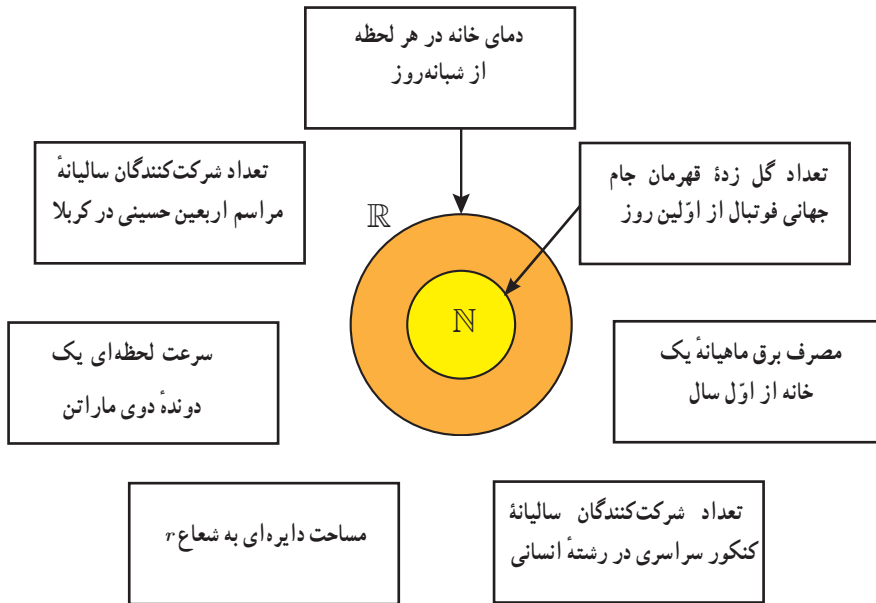 دمای خانه در هر لحظه
از شبانه‌روز
تعداد گل زدهٔ قهرمان جام
جهانی فوتبال از اوّلین روز
تعداد شرکت‌کنندگان سالیانهٔ
مراسم اربعین حسینی در کربلا
ℝ
ℕ
مصرف برق ماهیانهٔ یک
خانه از اوّل سال
سرعت لحظه‌ای یک
دوندهٔ دوی ماراتن
تعداد شرکت‌کنندگان سالیانهٔ
کنکور سراسری در رشتهٔ انسانی
مساحت دایره‌ای به شعاع r